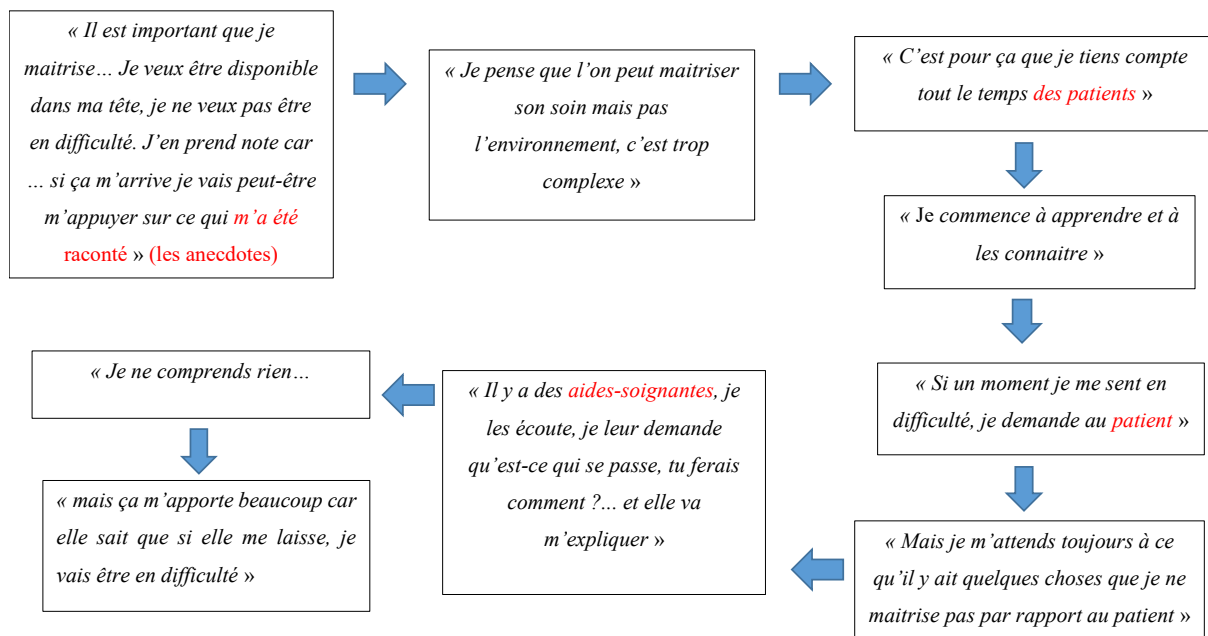 « Il est important que je
maitrise… Je veux être disponible
dans ma tête, je ne veux pas être
en difficulté. J’en prend note car
… si ça m’arrive je vais peut-être
m’appuyer sur ce qui m’a été
raconté » (les anecdotes)
« Je pense que l’on peut maitriser
son soin mais pas
l’environnement, c’est trop
complexe »
« C’est pour ça que je tiens compte
tout le temps des patients »
« Je commence à apprendre et à
les connaitre »
« Si un moment je me sent en
difficulté, je demande au patient »
« Mais je m’attends toujours à ce
qu’il y ait quelques choses que je ne
maitrise pas par rapport au patient »
« Il y a des aides-soignantes, je
les écoute, je leur demande
qu’est-ce qui se passe, tu ferais
comment ?... et elle va
m’expliquer »
« Je ne comprends rien…
« mais ça m’apporte beaucoup car
elle sait que si elle me laisse, je
vais être en difficulté »